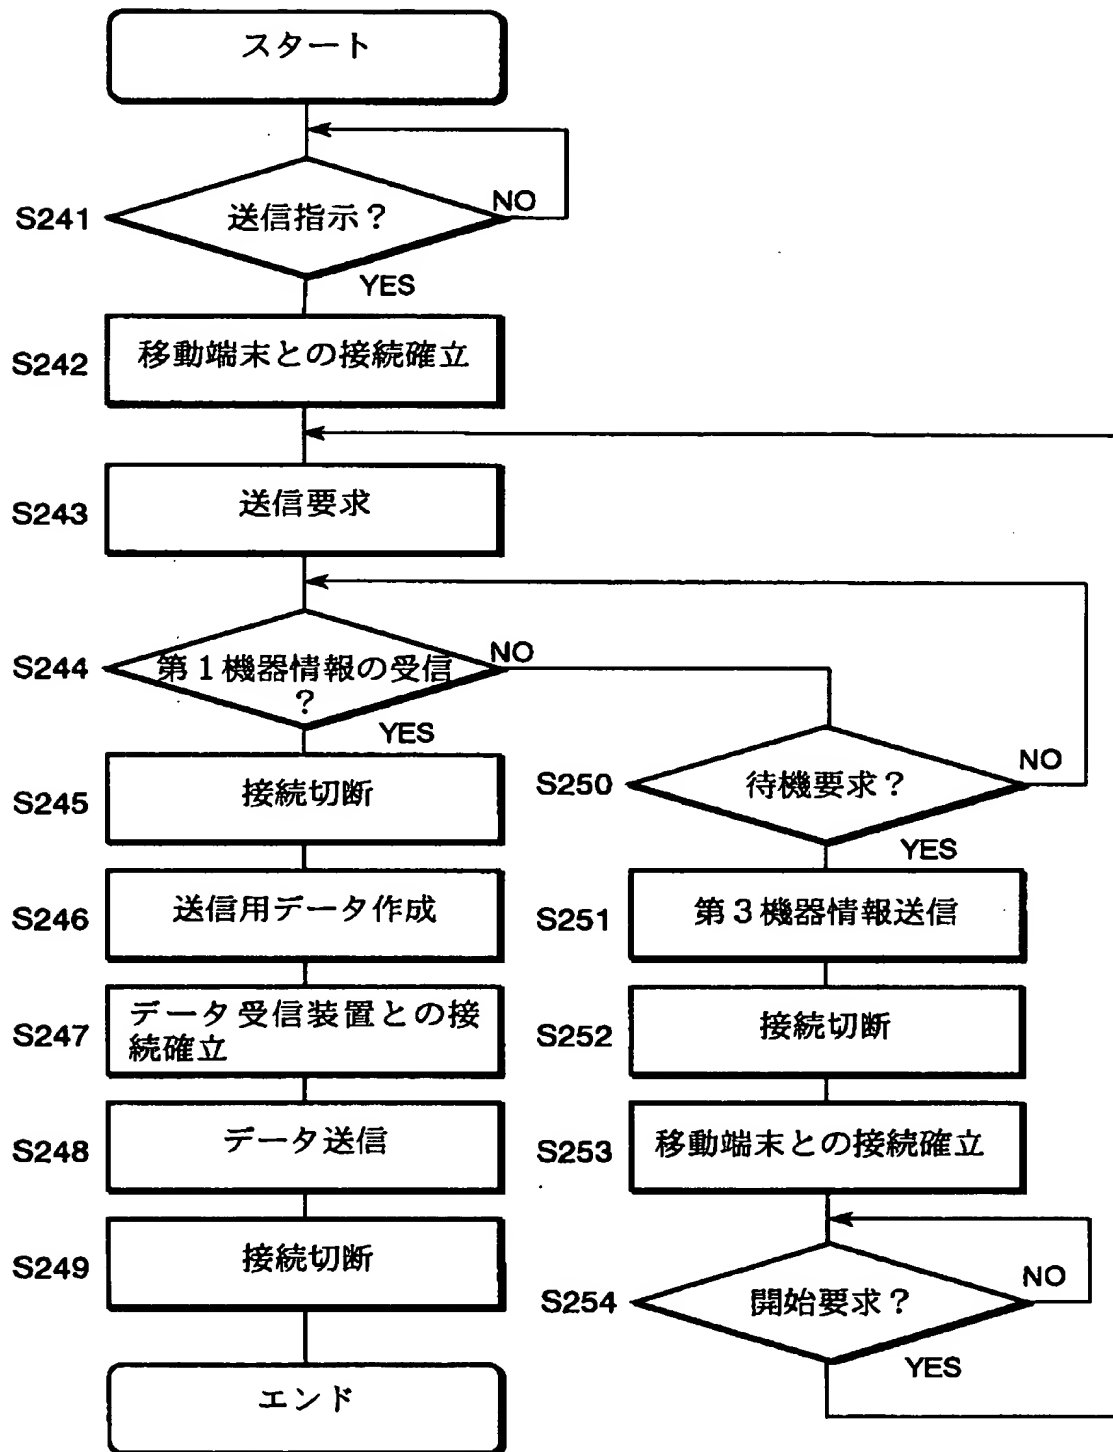 スタート
S241
送信指示？
NO
YES
S242
移動端末との接続確立
S243
送信要求
S244
第１機器情報の受信
？
NO
YES
S245
接続切断
S246
送信用データ作成
S247
データ受信装置との接
続確立
S248
データ送信
S249
接続切断
エンド
S250
待機要求？
NO
YES
S251
第３機器情報送信
S252
接続切断
S253
移動端末との接続確立
S254
開始要求？
NO
YES